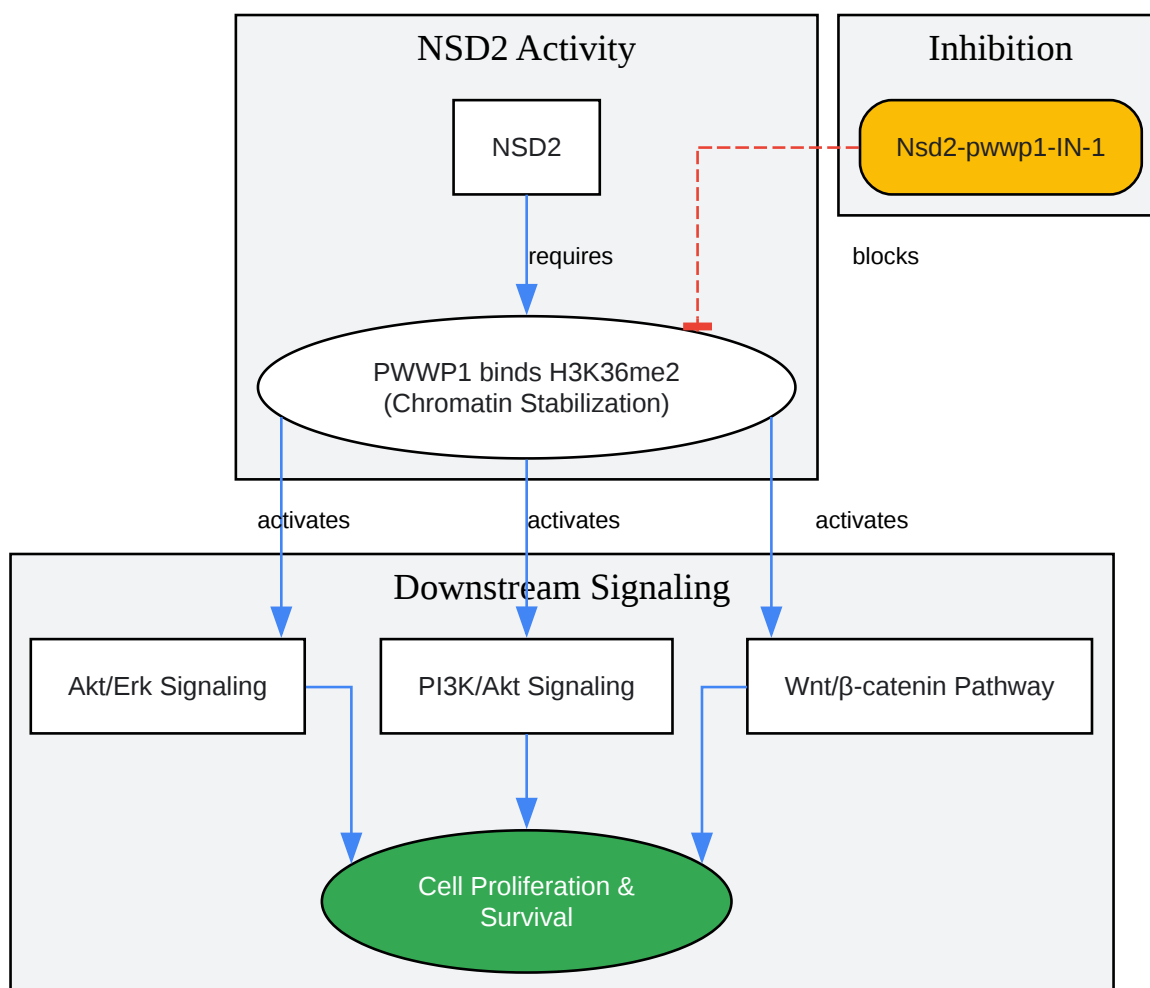 NSD2 Activity
Inhibition
NSD2
Nsd2-pwwp1-IN-1
requires
blocks
PWWP1 binds H3K36me2
(Chromatin Stabilization)
activates
activates
activates
Downstream Signaling
Akt/Erk Signaling
PI3K/Akt Signaling
Wnt/β-catenin Pathway
Cell Proliferation &
Survival